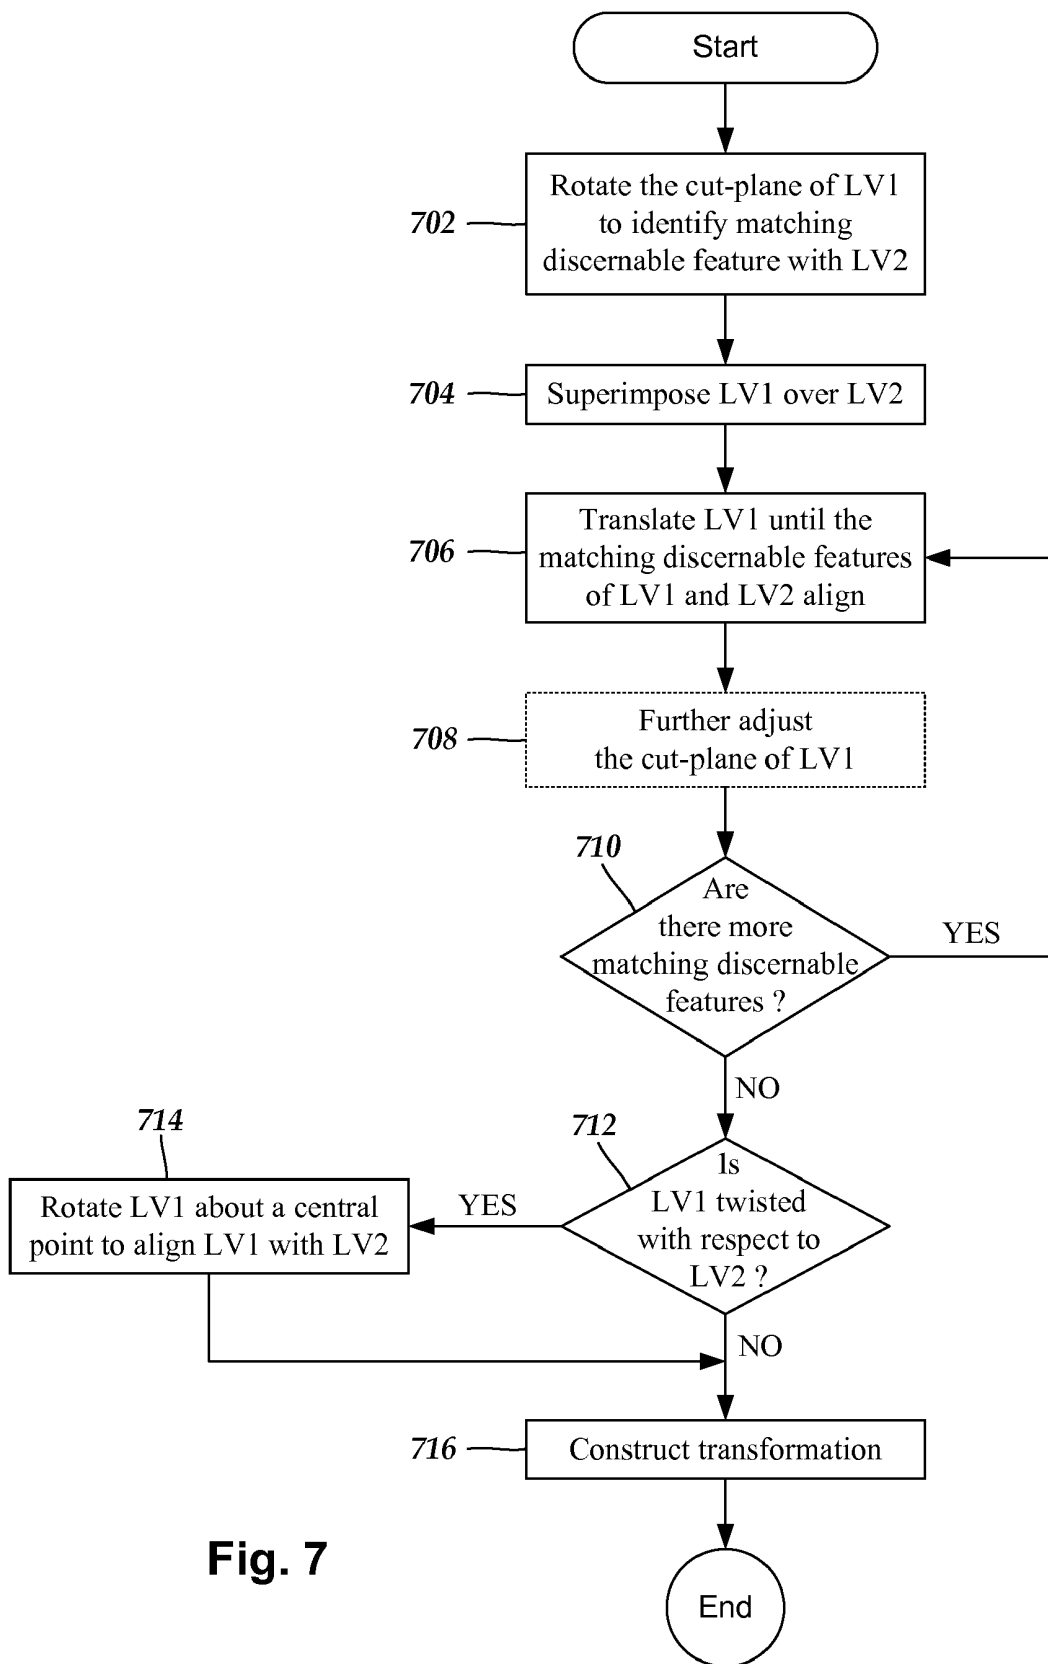 Start
702
Rotate the cut-plane of LV1
to identify matching
discernable feature with LV2
704
Superimpose LV1 over LV2
706
Translate LV1 until the
matching discernable features
of LV1 and LV2 align
708
Further adjust
the cut-plane of LV1
710
Are
there more
matching discernable
features ?
YES
NO
712
Is
LV1 twisted
with respect to
LV2 ?
YES
714
Rotate LV1 about a central
point to align LV1 with LV2
NO
716
Construct transformation
Fig. 7
End